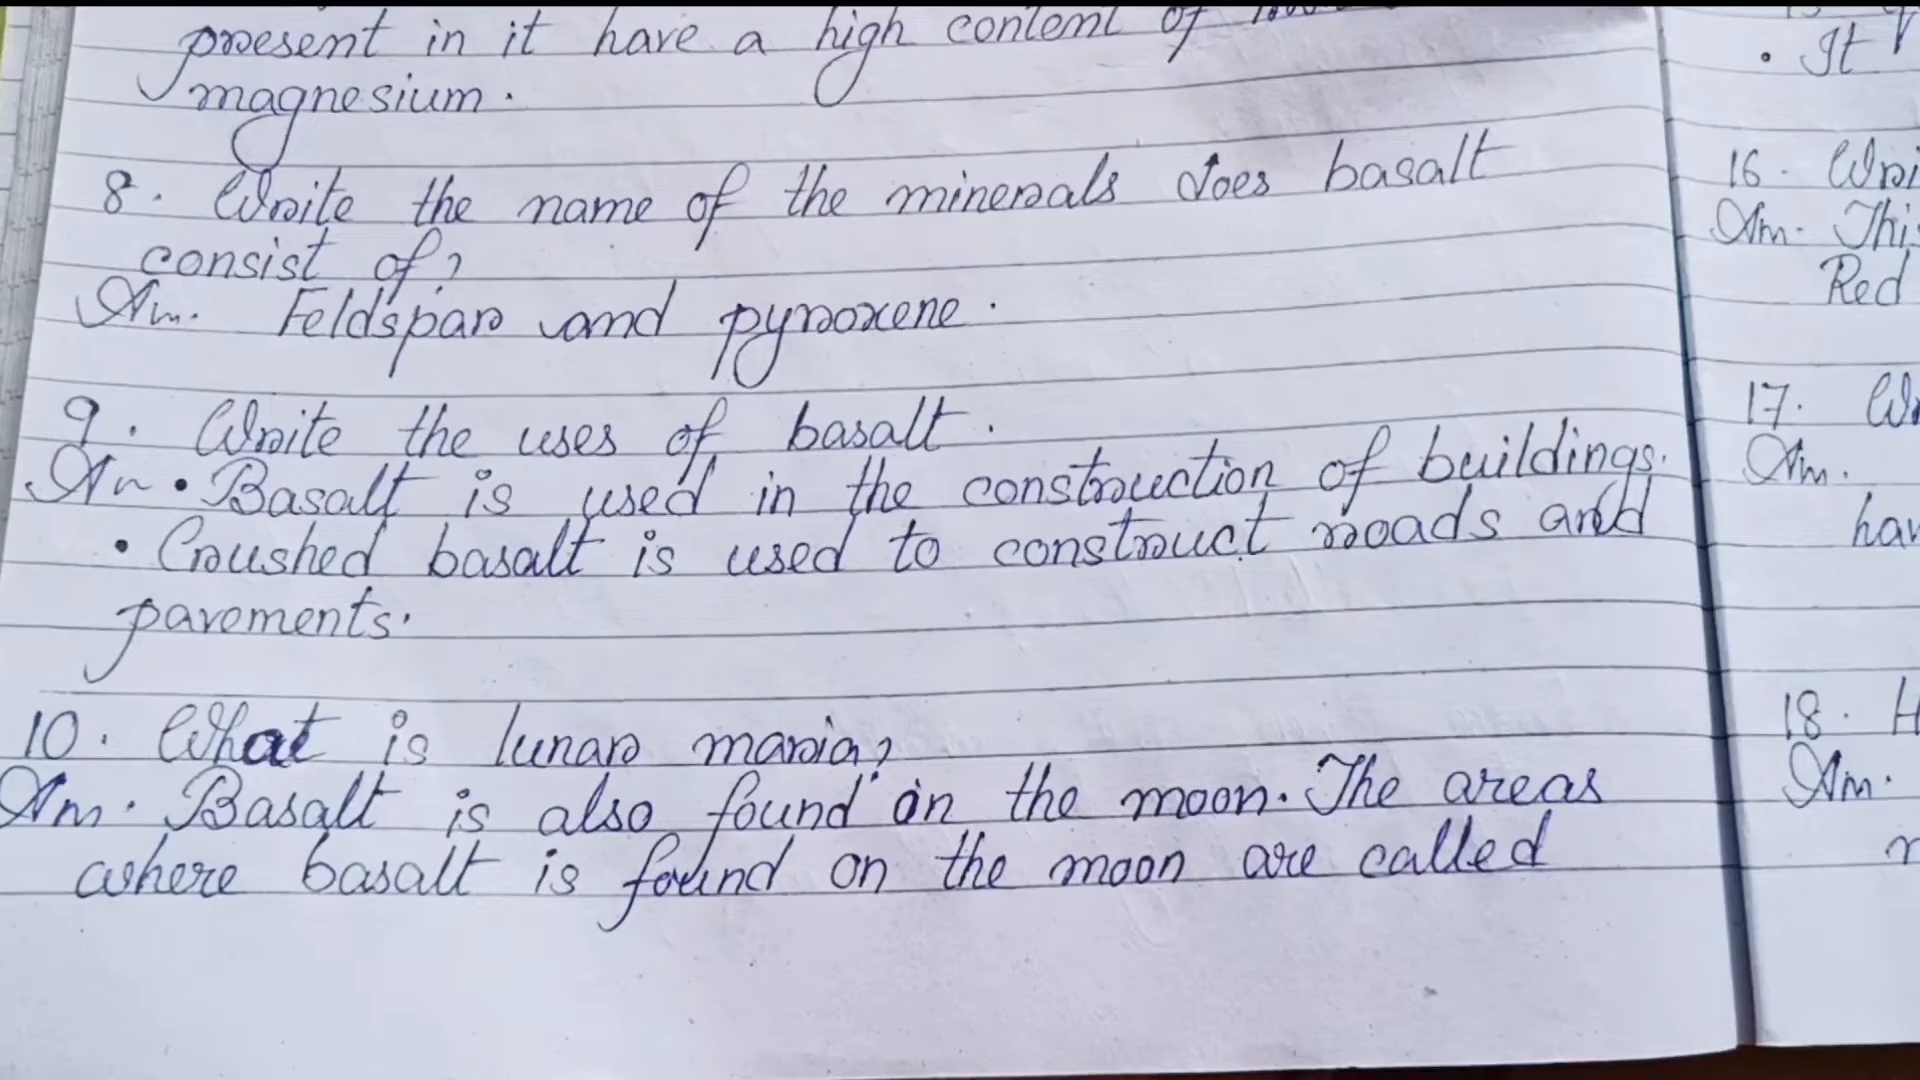 present in it have a high content of
magnesium.
8. Write the name of the minerals does basalt
consist of?
Ans. Feldspar and pyroxene.
9. Write the uses of basalt.
Ans • Basalt is used in the construction of buildings.
• Crushed basalt is used to construct roads and
pavements.
10. What is lunar maria?
Ans. Basalt is also found on the moon. The areas
where basalt is found on the moon are called
• It
16. Wri
Ans. This
Red
17. Wr
Ans.
hav
18. H
Ans.